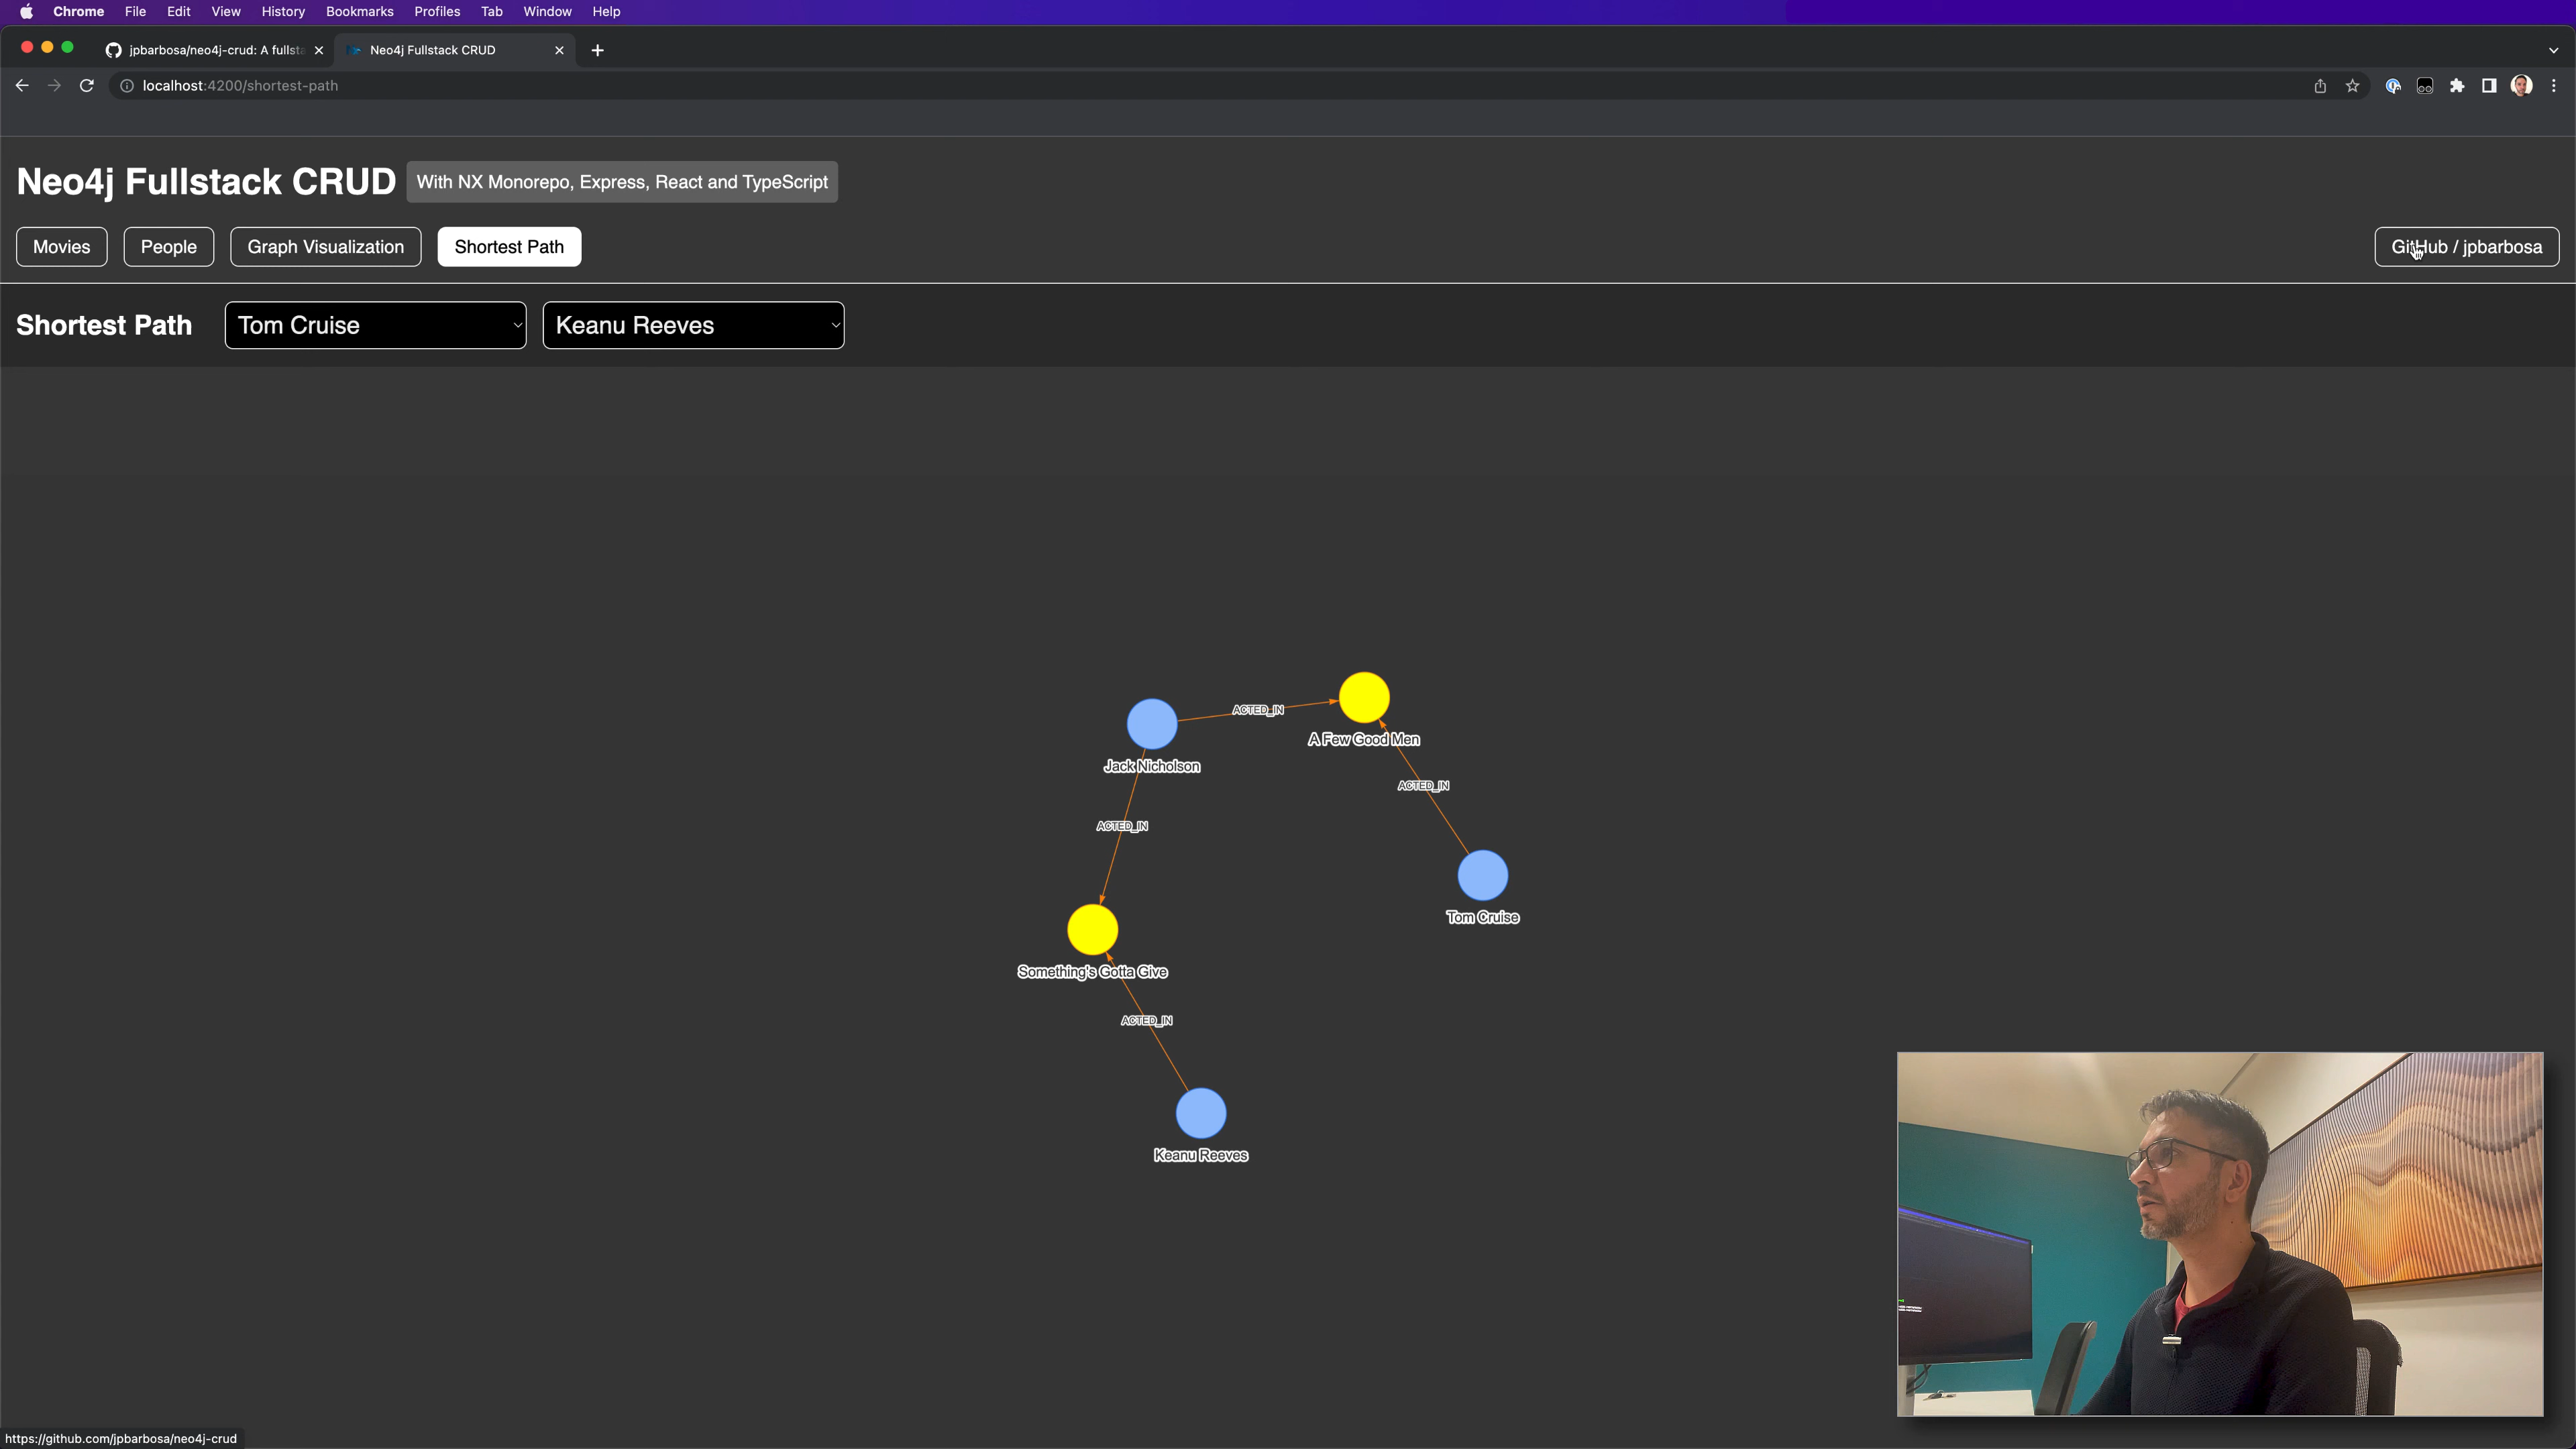 Chrome File Edit View History Bookmarks Profiles Tab Window Help
jpbarbosa/neo4j-crud: A fullsta
Neo4j Fullstack CRUD
localhost:4200/shortest-path
Neo4j Fullstack CRUD With NX Monorepo, Express, React and TypeScript
Movies People Graph Visualization Shortest Path GitHub / jpbarbosa
Shortest Path Tom Cruise Keanu Reeves
ACTED_IN
A Few Good Men
Jack Nicholson
ACTED_IN
ACTED_IN
Tom Cruise
Something's Gotta Give
ACTED_IN
Keanu Reeves
https://github.com/jpbarbosa/neo4j-crud